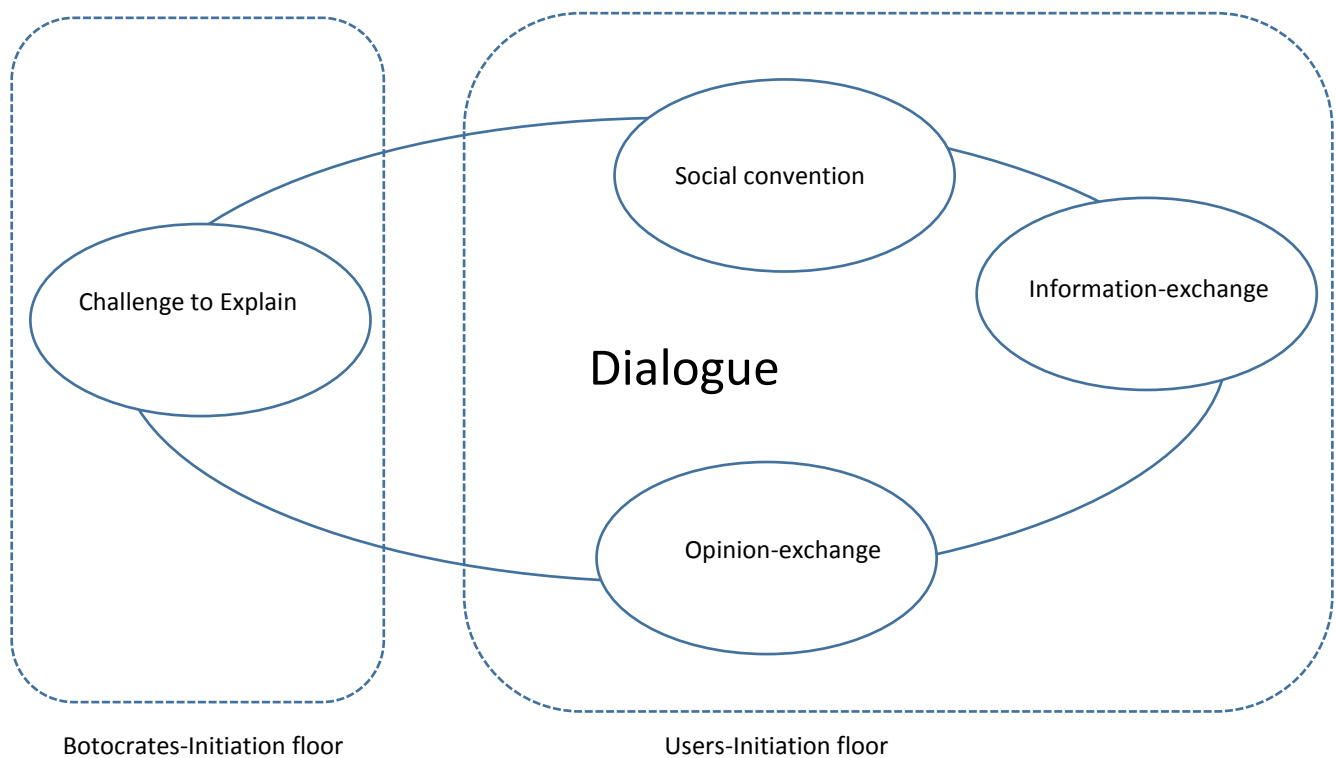 Social convention
Information-exchange
Challenge to Explain
Dialogue
Opinion-exchange
Botocrates-Initiation floor
Users-Initiation floor